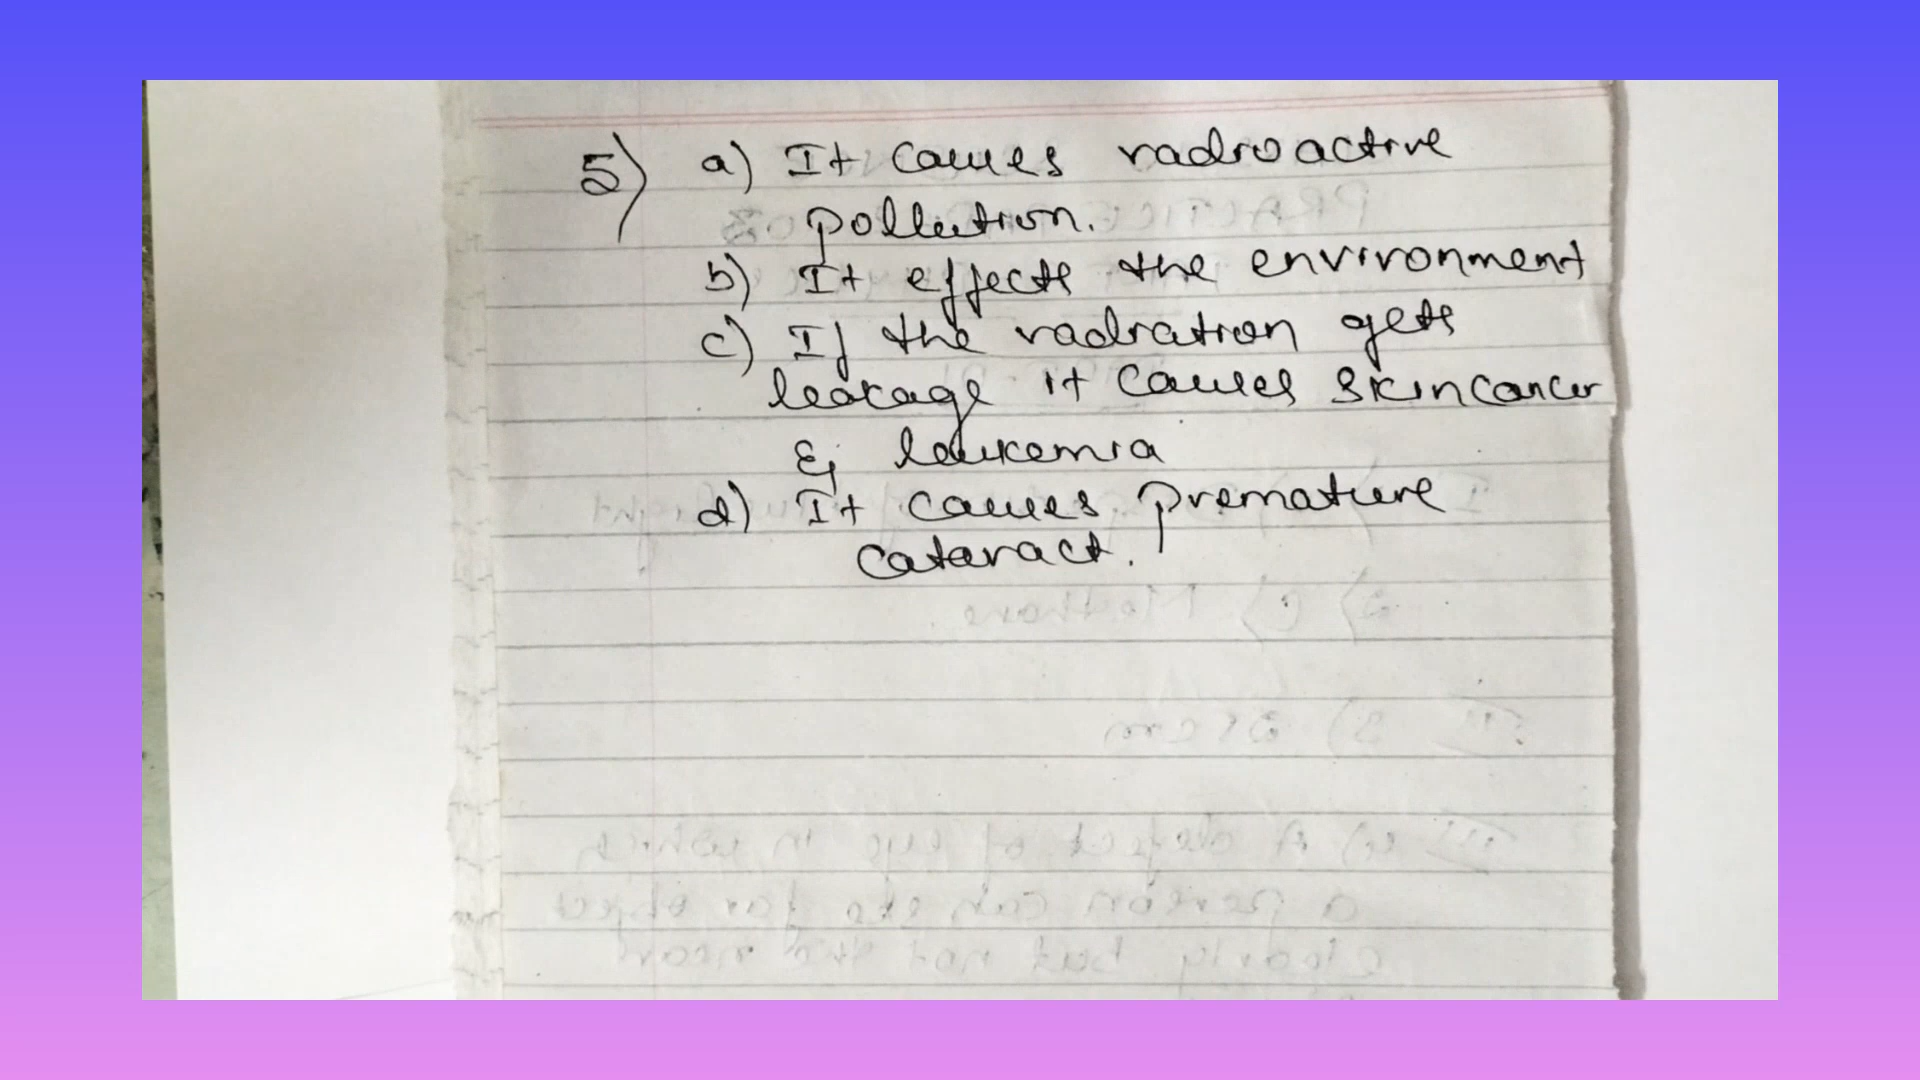 5) a) It causes radioactive
pollution.
b) It effects the environment
c) If the radiation gets
leakage it causes skin cancer
& leukemia
d) It causes premature
cataract.